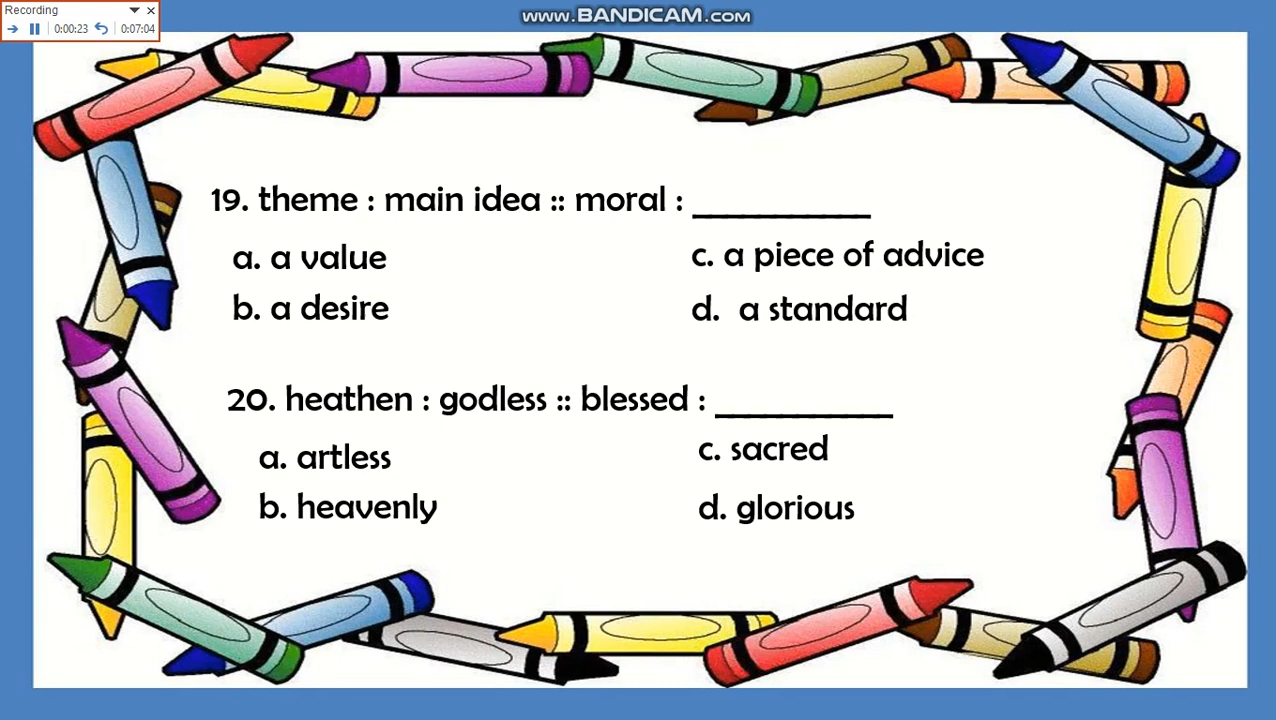 Recording
0:00:23
0:07:04
WWW.BANDICAM.COM
19. theme : main idea :: moral : ___________
a. a value
c. a piece of advice
b. a desire
d. a standard
20. heathen : godless :: blessed : ___________
a. artless
c. sacred
b. heavenly
d. glorious